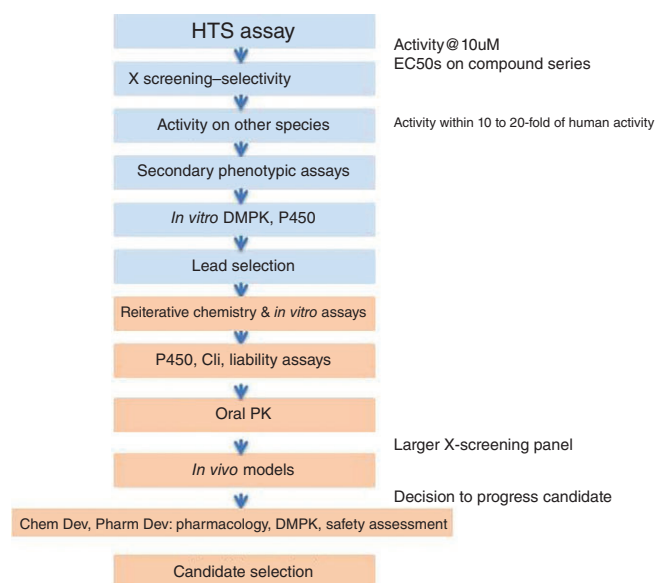 HTS assay
Activity@10uM
EC50s on compound series
X screening–selectivity
Activity on other species
Activity within 10 to 20-fold of human activity
Secondary phenotypic assays
In vitro DMPK, P450
Lead selection
Reiterative chemistry & in vitro assays
P450, Cli, liability assays
Oral PK
Larger X-screening panel
In vivo models
Decision to progress candidate
Chem Dev, Pharm Dev: pharmacology, DMPK, safety assessment
Candidate selection